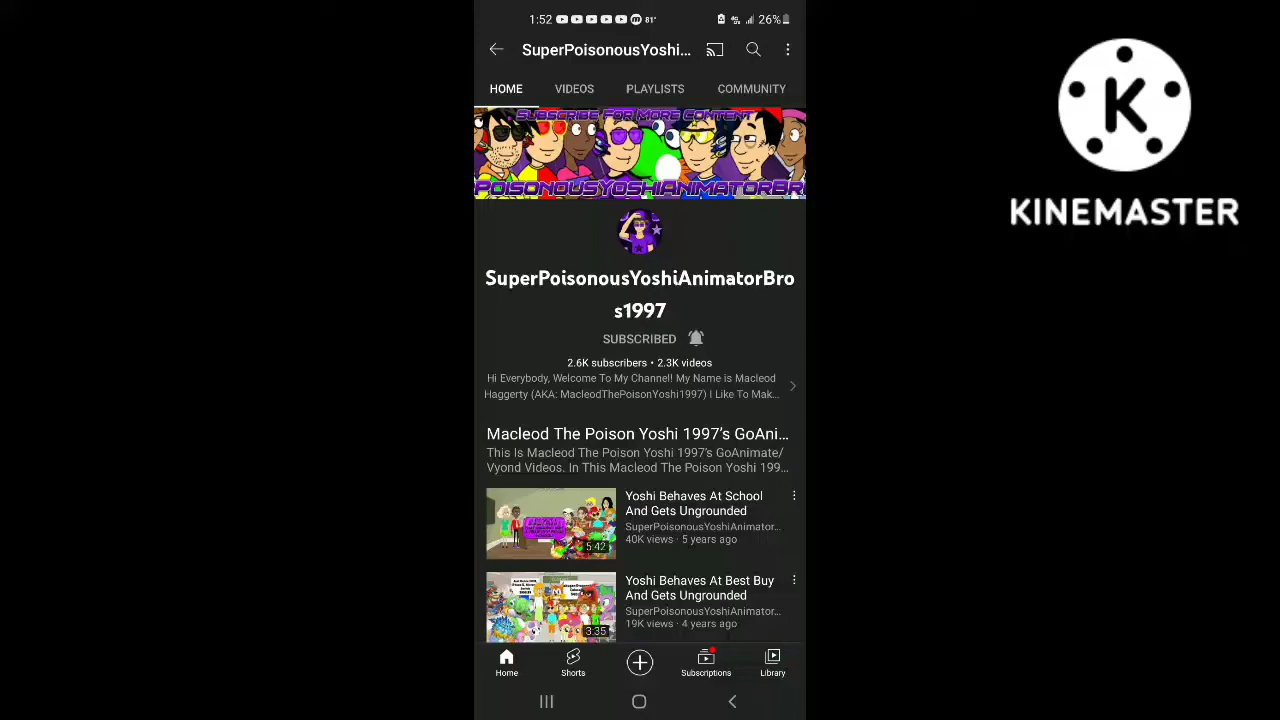 1:52
81°
26%
SuperPoisonousYoshi...
HOME
VIDEOS
PLAYLISTS
COMMUNITY
SUBSCRIBE FOR MORE CONTENT
POISONOUSYOSHIANIMATORBRO
SuperPoisonousYoshiAnimatorBro
s1997
SUBSCRIBED
2.6K subscribers • 2.3K videos
Hi Everybody, Welcome To My Channel! My Name is Macleod
Haggerty (AKA: MacleodThePoisonYoshi1997) I Like To Mak...
Macleod The Poison Yoshi 1997's GoAni...
This Is Macleod The Poison Yoshi 1997's GoAnimate/
Vyond Videos. In This Macleod The Poison Yoshi 199...
5:42
Yoshi Behaves At School
And Gets Ungrounded
SuperPoisonousYoshiAnimator...
40K views · 5 years ago
3:35
Yoshi Behaves At Best Buy
And Gets Ungrounded
SuperPoisonousYoshiAnimator...
19K views · 4 years ago
Home
Shorts
Subscriptions
Library
K
KINEMASTER